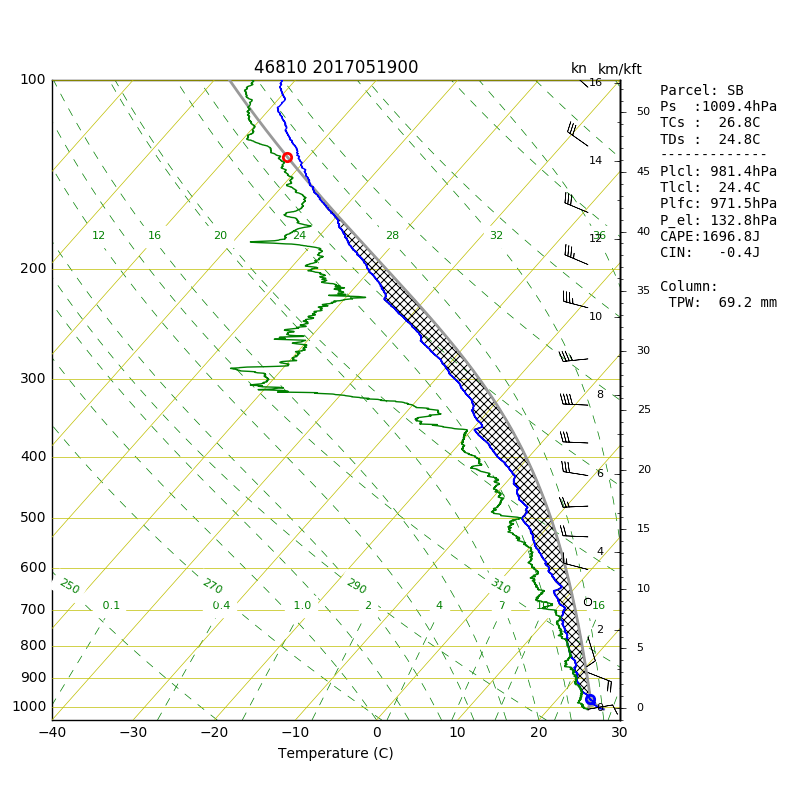 46810 2017051900
kn km/kft
100
200
300
400
500
600
700
800
900
1000
−40 −30 −20 −10 0 10 20 30
Temperature (C)
12 16 20 24 28 32 36
250 270 290 310
0.1 0.4 1.0 2 4 7 10 16
16
14
12
10
8
6
4
2
0
50
45
40
35
30
25
20
15
10
5
0
Parcel: SB
Ps :1009.4hPa
TCs : 26.8C
TDs : 24.8C
-------------
Plcl: 981.4hPa
Tlcl: 24.4C
Plfc: 971.5hPa
P_el: 132.8hPa
CAPE:1696.8J
CIN: -0.4J
Column:
TPW: 69.2 mm